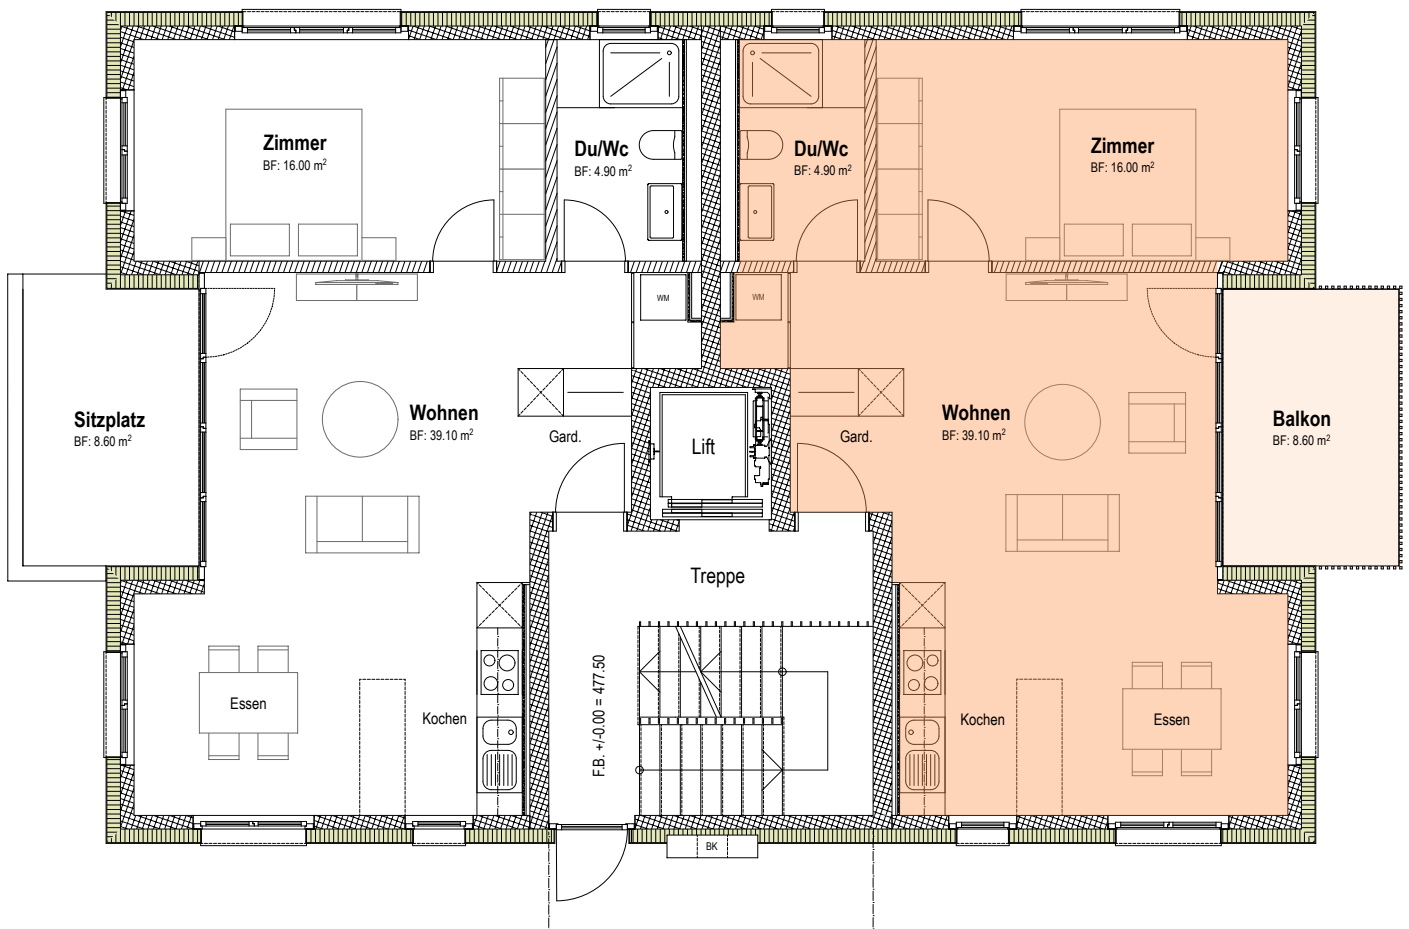 Zimmer
BF: 16.00 m²
Du/Wc
BF: 4.90 m²
Du/Wc
BF: 4.90 m²
Zimmer
BF: 16.00 m²
WM
WM
Sitzplatz
BF: 8.60 m²
Wohnen
BF: 39.10 m²
Gard.
Lift
Gard.
Wohnen
BF: 39.10 m²
Balkon
BF: 8.60 m²
Treppe
Essen
Kochen
F.B. +/-0.00 = 477.50
Kochen
Essen
BK